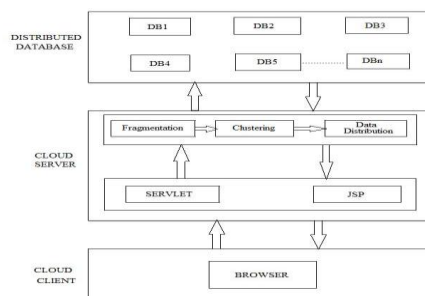 DISTRIBUTED
DATABASE
DB1 DB2 DB3
DB4 DB5 DBn
CLOUD
SERVER
Fragmentation Clustering Data
Distribution
SERVLET JSP
CLOUD
CLIENT
BROWSER